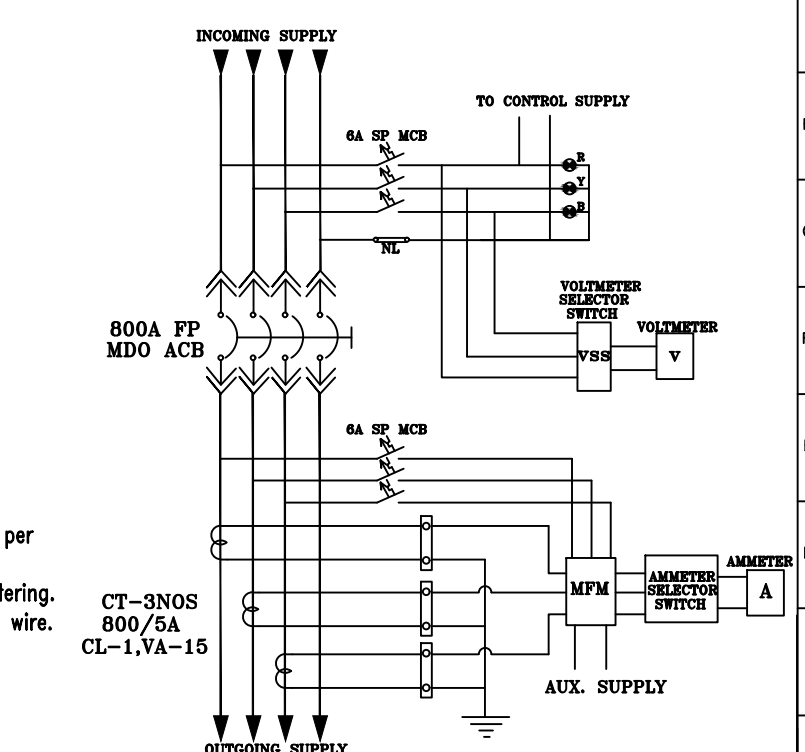 INCOMING SUPPLY
TO CONTROL SUPPLY
6A SP MCB
R
Y
B
NL
VOLTMETER
SELECTOR
SWITCH
VOLTMETER
800A FP
MDO ACB
VSS
V
6A SP MCB
per
tering.
wire.
CT-3NOS
800/5A
CL-1,VA-15
MFM
AMMETER
SELECTOR
SWITCH
AMMETER
A
AUX. SUPPLY
OUTGOING SUPPLY